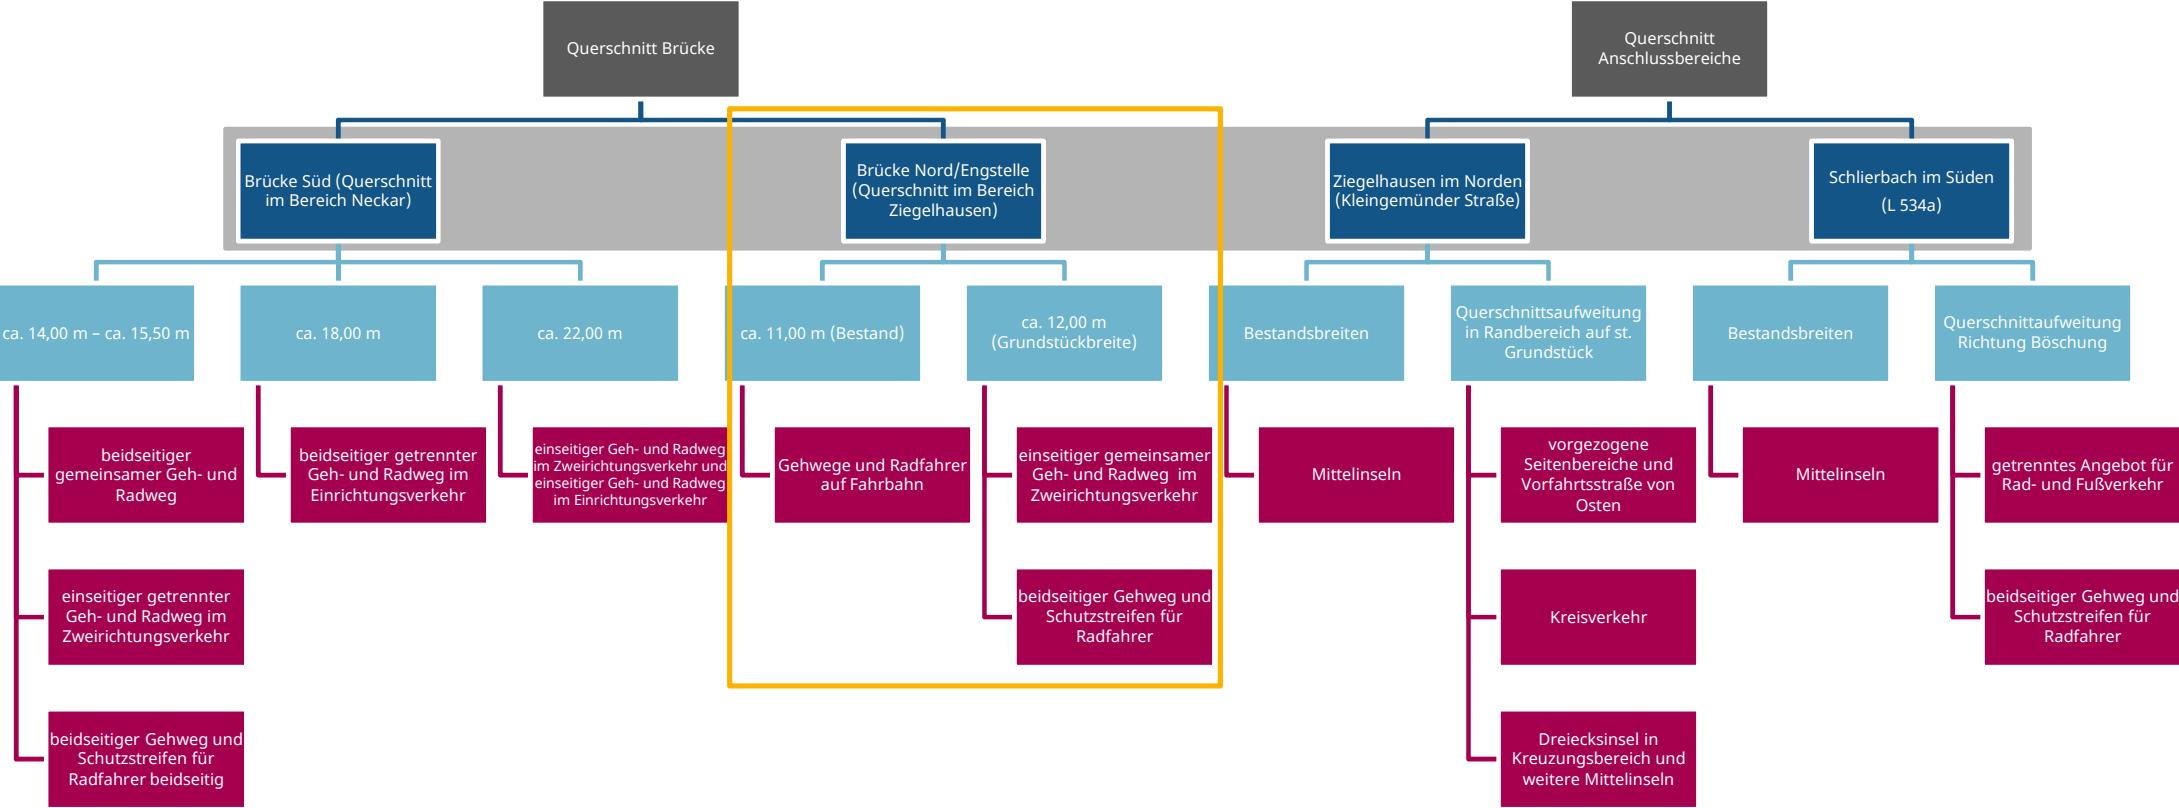 Querschnitt Brücke
Querschnitt
Anschlussbereiche
Brücke Süd (Querschnitt
im Bereich Neckar)
Brücke Nord/Engstelle
(Querschnitt im Bereich
Ziegelhausen)
Ziegelhausen im Norden
(Kleingemünder Straße)
Schlierbach im Süden
(L 534a)
ca. 14,00 m – ca. 15,50 m
ca. 18,00 m
ca. 22,00 m
ca. 11,00 m (Bestand)
ca. 12,00 m
(Grundstückbreite)
Bestandsbreiten
Querschnittsaufweitung
in Randbereich auf st.
Grundstück
Bestandsbreiten
Querschnittaufweitung
Richtung Böschung
beidseitiger
gemeinsamer Geh- und
Radweg
beidseitiger getrennter
Geh- und Radweg im
Einrichtungsverkehr
einseitiger Geh- und Radweg
im Zweirichtungsverkehr und
einseitiger Geh- und Radweg
im Einrichtungsverkehr
Gehwege und Radfahrer
auf Fahrbahn
einseitiger gemeinsamer
Geh- und Radweg im
Zweirichtungsverkehr
Mittelinseln
vorgezogene
Seitenbereiche und
Vorfahrtsstraße von
Osten
Mittelinseln
getrenntes Angebot für
Rad- und Fußverkehr
einseitiger getrennter
Geh- und Radweg im
Zweirichtungsverkehr
beidseitiger Gehweg und
Schutzstreifen für
Radfahrer
Kreisverkehr
beidseitiger Gehweg und
Schutzstreifen für
Radfahrer
beidseitiger Gehweg und
Schutzstreifen für
Radfahrer beidseitig
Dreiecksinsel in
Kreuzungsbereich und
weitere Mittelinseln